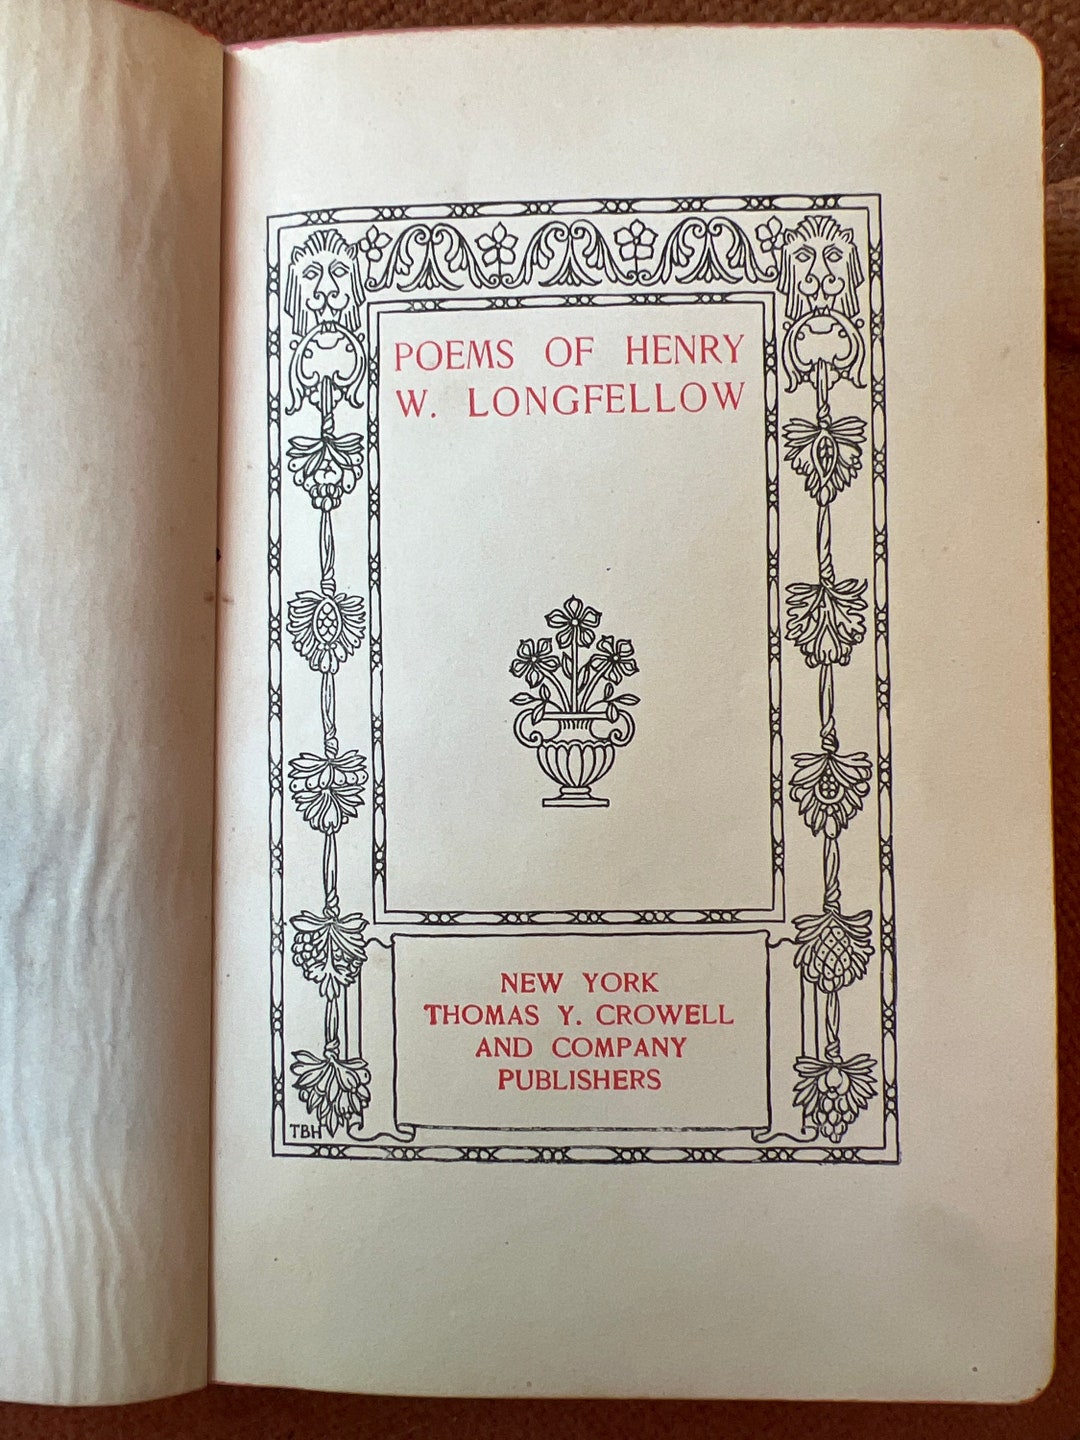 POEMS OF HENRY
W. LONGFELLOW
NEW YORK
THOMAS Y. CROWELL
AND COMPANY
PUBLISHERS
TBH